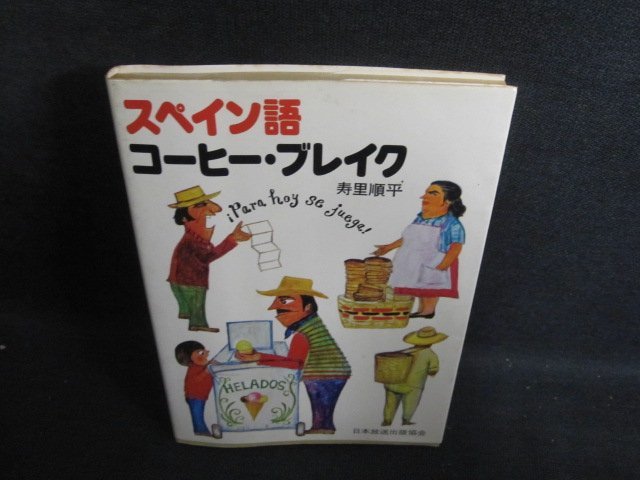 スペイン語
コーヒー・ブレイク
寿里順平
¡Para hoy se juega!
HELADOS
日本放送出版協会